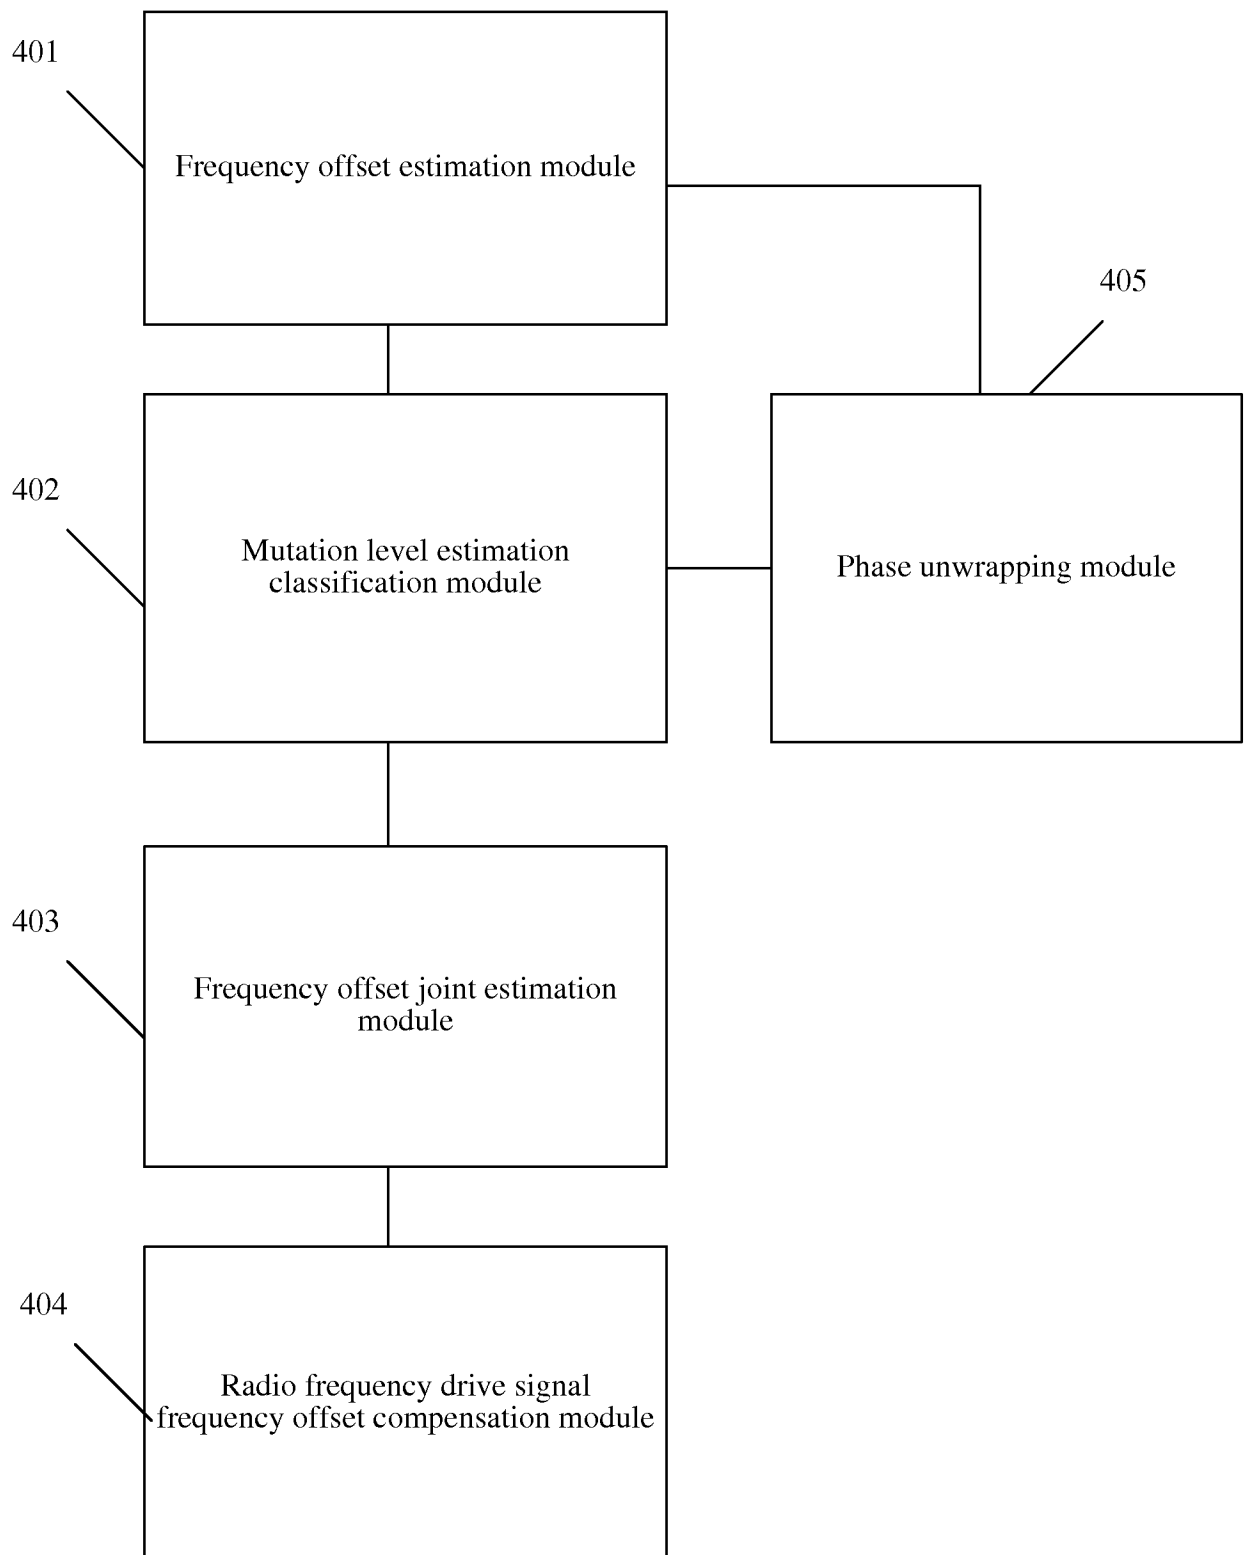 401
Frequency offset estimation module
405
402
Mutation level estimation
classification module
Phase unwrapping module
403
Frequency offset joint estimation
module
404
Radio frequency drive signal
frequency offset compensation module